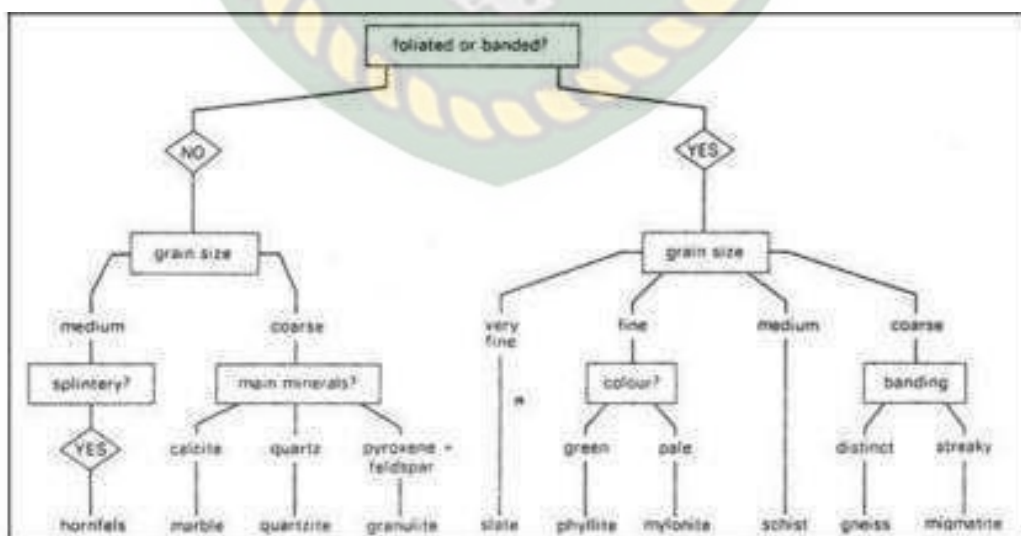 foliated or banded?
NO
YES
grain size
grain size
medium
coarse
very
fine
fine
medium
coarse
splintery?
main minerals?
colour?
banding
YES
calcite
quartz
pyroxene +
feldspar
green
pale
distinct
streaky
hornfels
marble
quartzite
granulite
slate
phyllite
mylonite
schist
gneiss
migmatite